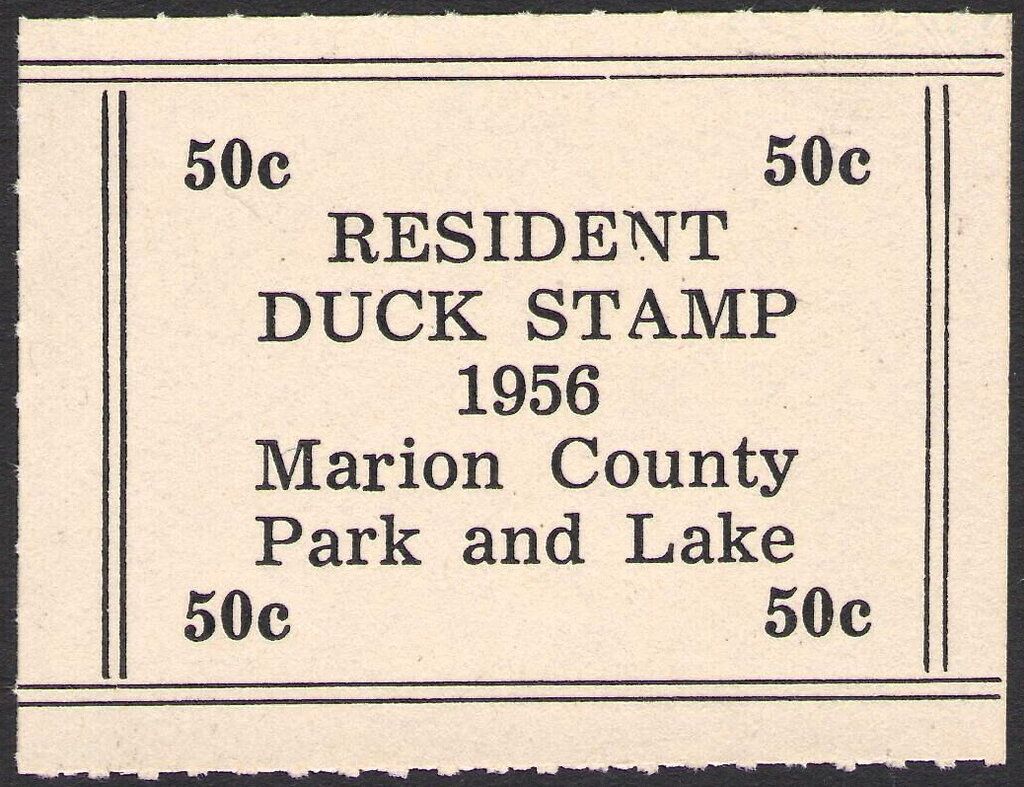 50c 50c
RESIDENT
DUCK STAMP
1956
Marion County
Park and Lake
50c 50c